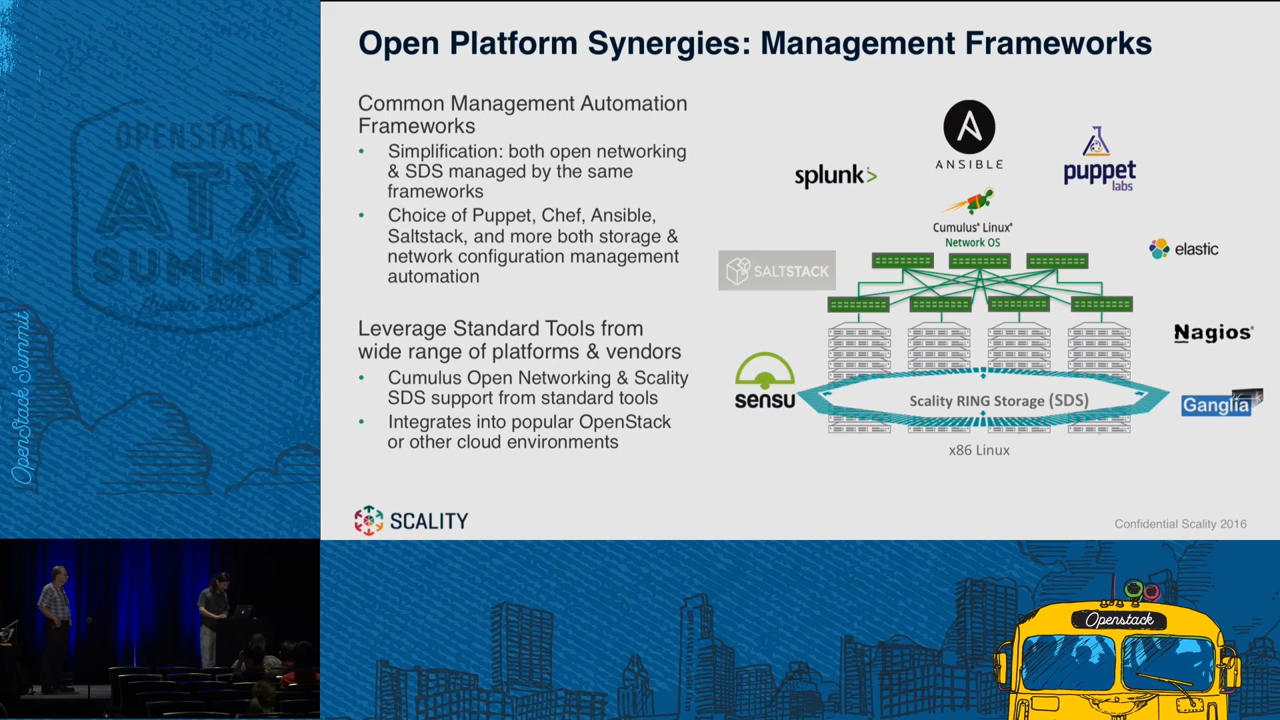 Open Platform Synergies: Management Frameworks
Common Management Automation
Frameworks
• Simplification: both open networking
& SDS managed by the same
frameworks
• Choice of Puppet, Chef, Ansible,
Saltstack, and more both storage &
network configuration management
automation
Leverage Standard Tools from
wide range of platforms & vendors
• Cumulus Open Networking & Scality
SDS support from standard tools
• Integrates into popular OpenStack
or other cloud environments
splunk>
ANSIBLE
puppet
labs
Cumulus® Linux®
Network OS
SALTSTACK
elastic
Nagios®
sensu
Ganglia
Scality RING Storage (SDS)
x86 Linux
SCALITY
Confidential Scality 2016
OPENSTACK
ATX
SUMMIT
OpenStack Summit
Openstack